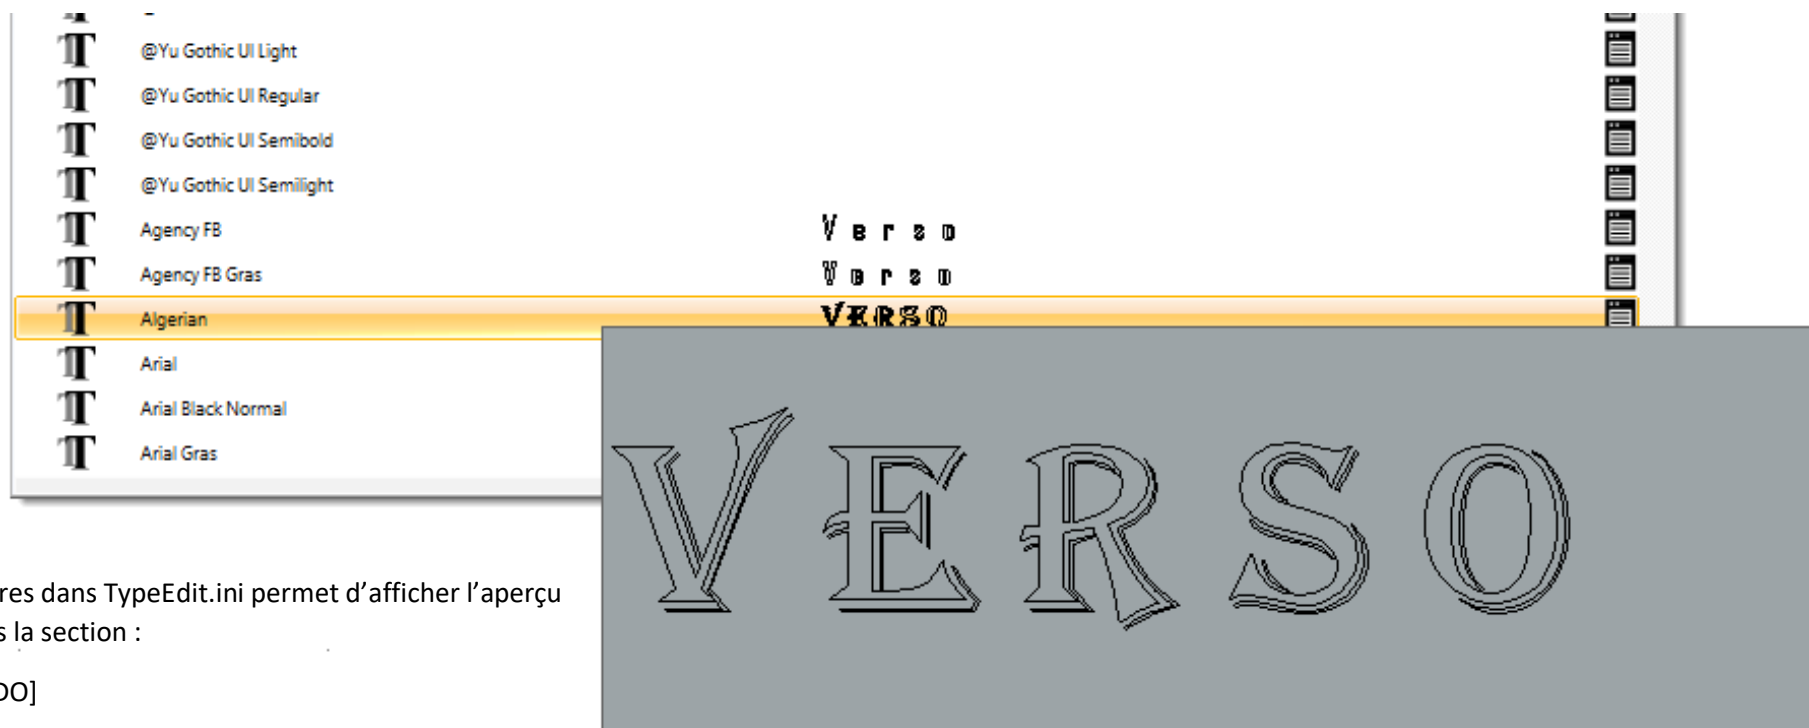 @Yu Gothic UI Light
@Yu Gothic UI Regular
@Yu Gothic UI Semibold
@Yu Gothic UI Semilight
Agency FB Verso
Agency FB Gras Verso
Algerian VERSO
Arial
Arial Black Normal
Arial Gras
VERSO
res dans TypeEdit.ini permet d’afficher l’aperçu
s la section :
DO]